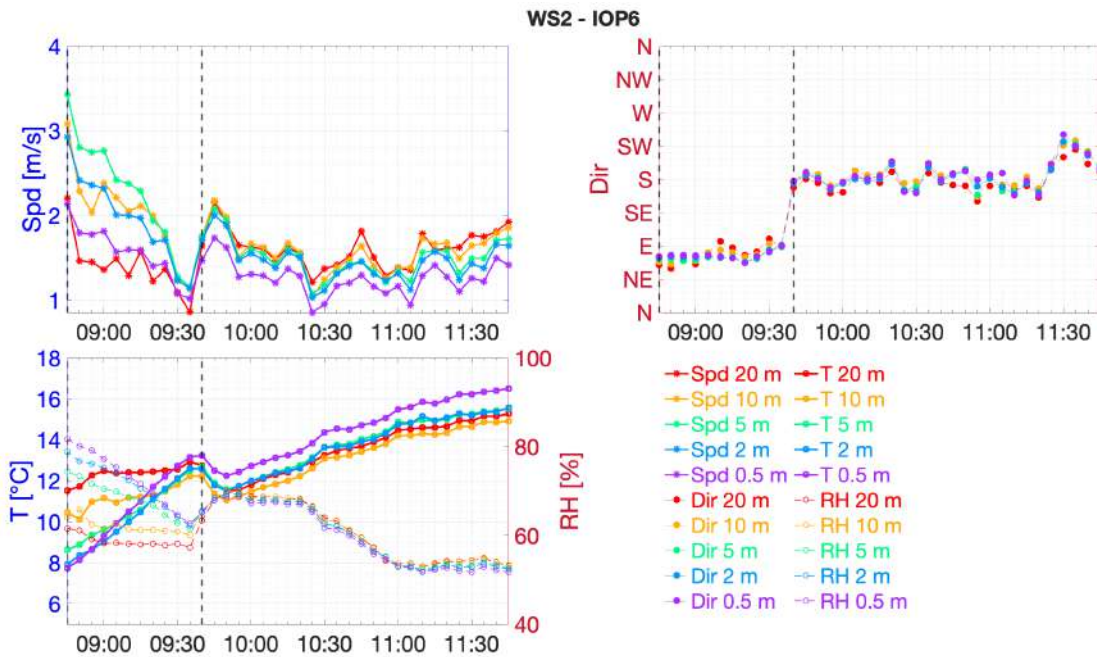 WS2 - IOP6
4
3
2
1
Spd [m/s]
09:00 09:30 10:00 10:30 11:00 11:30
N
NW
W
SW
S
SE
E
NE
N
Dir
09:00 09:30 10:00 10:30 11:00 11:30
18
16
14
12
10
8
6
T [°C]
100
80
60
40
RH [%]
09:00 09:30 10:00 10:30 11:00 11:30
Spd 20 m T 20 m
Spd 10 m T 10 m
Spd 5 m T 5 m
Spd 2 m T 2 m
Spd 0.5 m T 0.5 m
Dir 20 m RH 20 m
Dir 10 m RH 10 m
Dir 5 m RH 5 m
Dir 2 m RH 2 m
Dir 0.5 m RH 0.5 m